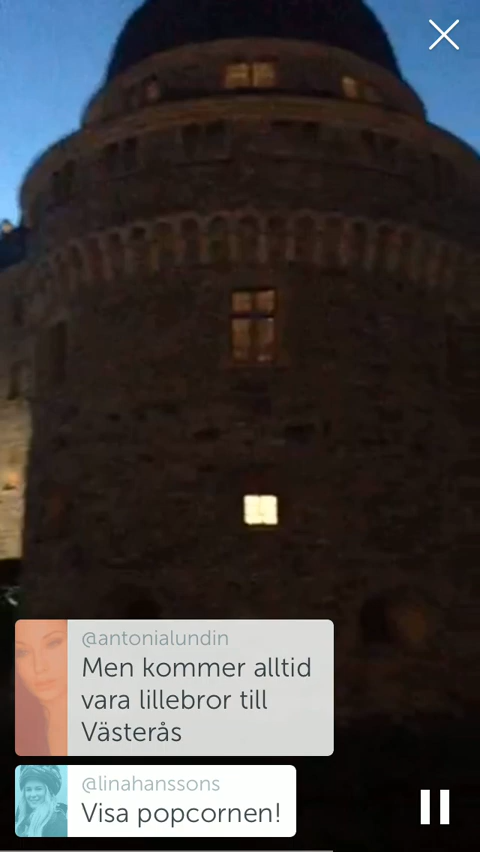 @antonialundin
Men kommer alltid
vara lillebror till
Västerås
@linahanssons
Visa popcornen!